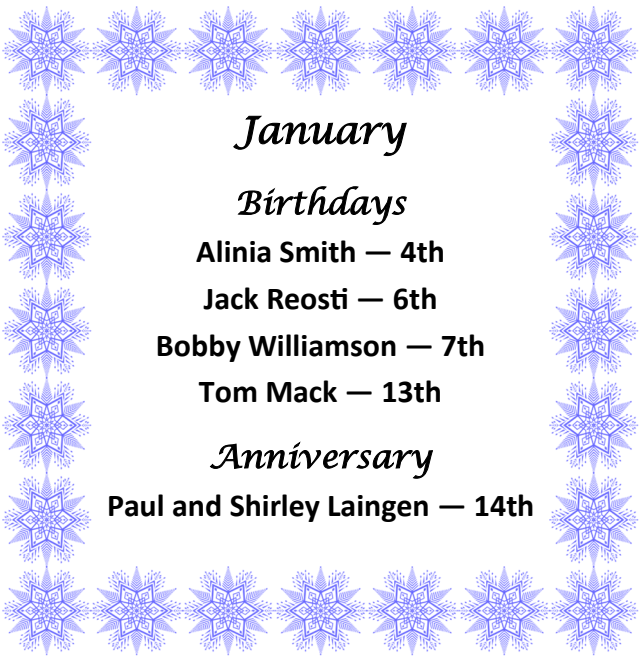 January
Birthdays
Alinia Smith — 4th
Jack Reosti — 6th
Bobby Williamson — 7th
Tom Mack — 13th
Anniversary
Paul and Shirley Laingen — 14th